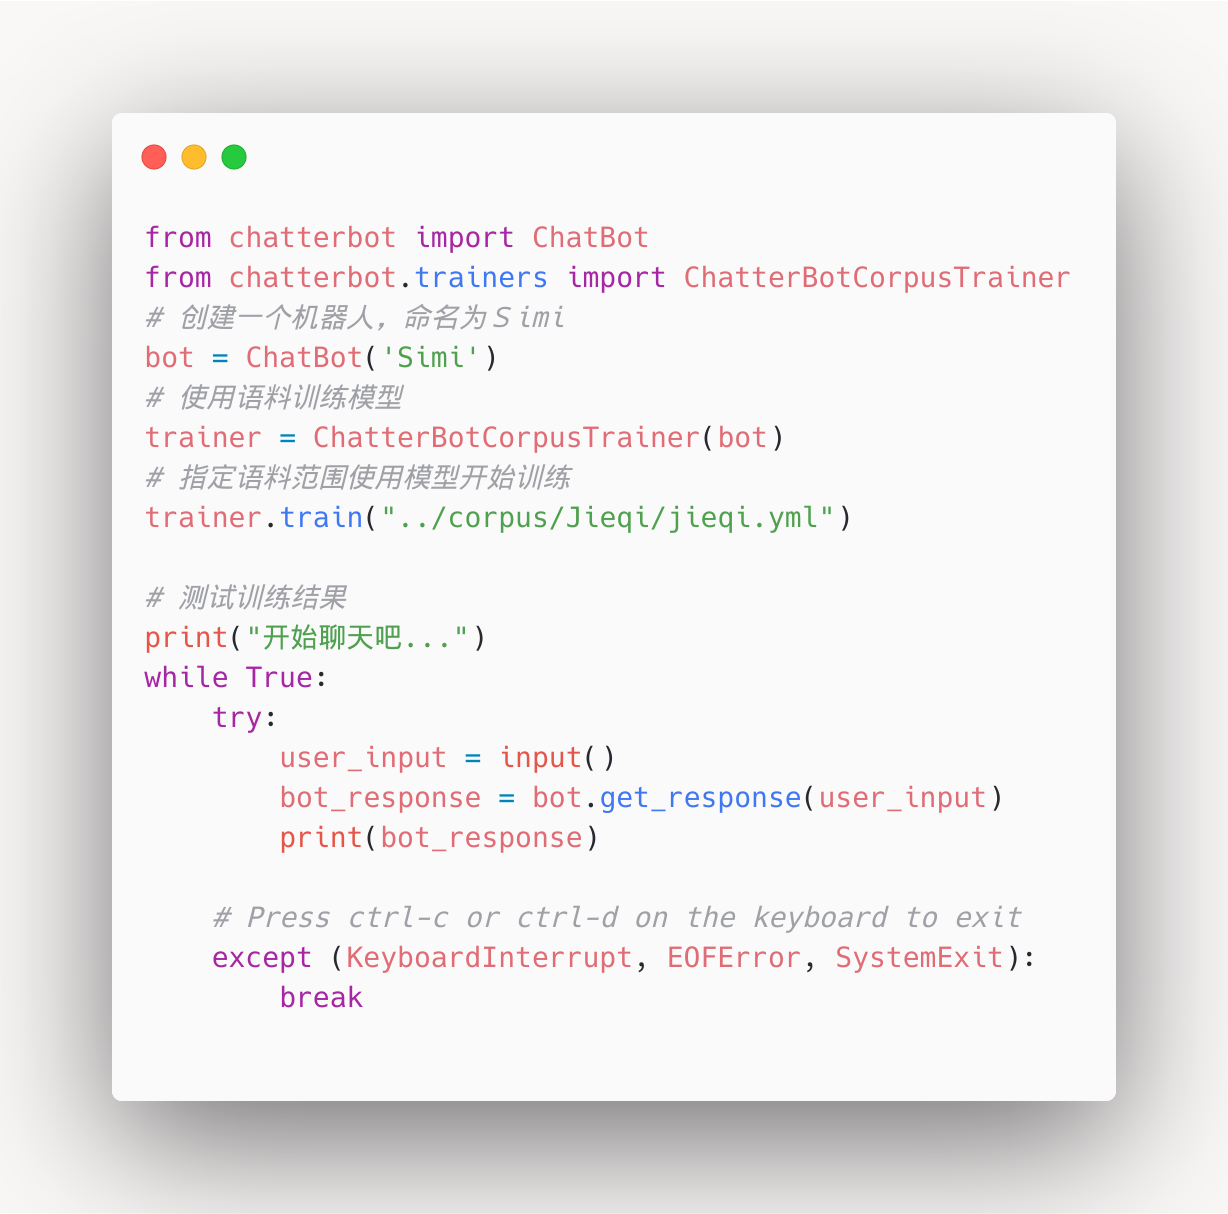 from chatterbot import ChatBot
from chatterbot.trainers import ChatterBotCorpusTrainer
# 创建一个机器人，命名为Ｓimi
bot = ChatBot('Simi')
# 使用语料训练模型
trainer = ChatterBotCorpusTrainer(bot)
# 指定语料范围使用模型开始训练
trainer.train("../corpus/Jieqi/jieqi.yml")

# 测试训练结果
print("开始聊天吧...")
while True:
    try:
        user_input = input()
        bot_response = bot.get_response(user_input)
        print(bot_response)

    # Press ctrl-c or ctrl-d on the keyboard to exit
    except (KeyboardInterrupt, EOFError, SystemExit):
        break